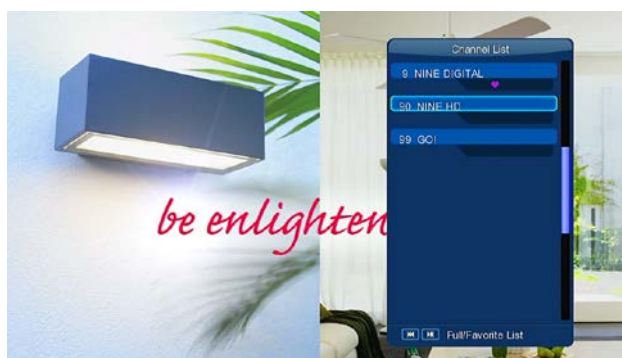 be enlighten
Channel List
9 NINE DIGITAL
90 NINE HD
99 GO!
Full/Favorite List